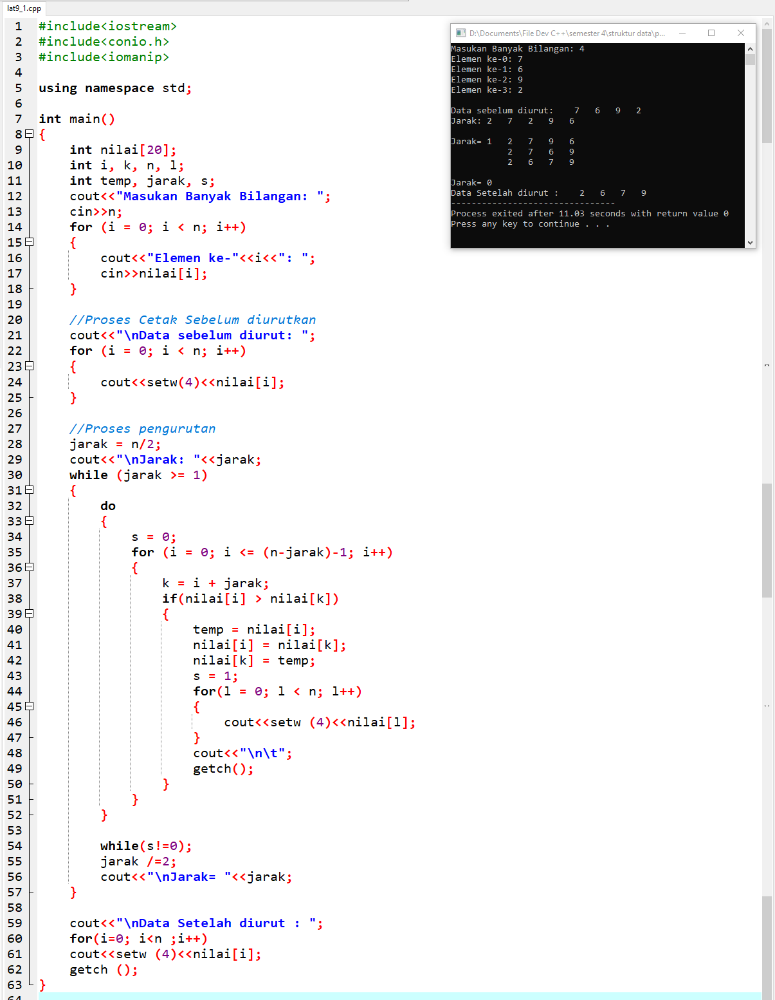 lat9_1.cpp
1 #include<iostream>
2 #include<conio.h>
3 #include<iomanip>
4
5 using namespace std;
6
7 int main()
8 {
9 int nilai[20];
10 int i, k, n, l;
11 int temp, jarak, s;
12 cout<<"Masukan Banyak Bilangan: ";
13 cin>>n;
14 for (i = 0; i < n; i++)
15 {
16 cout<<"Elemen ke-"<<i<<": ";
17 cin>>nilai[i];
18 }
19
20 //Proses Cetak Sebelum diurutkan
21 cout<<"\nData sebelum diurut: ";
22 for (i = 0; i < n; i++)
23 {
24 cout<<setw(4)<<nilai[i];
25 }
26
27 //Proses pengurutan
28 jarak = n/2;
29 cout<<"\nJarak: "<<jarak;
30 while (jarak >= 1)
31 {
32 do
33 {
34 s = 0;
35 for (i = 0; i <= (n-jarak)-1; i++)
36 {
37 k = i + jarak;
38 if(nilai[i] > nilai[k])
39 {
40 temp = nilai[i];
41 nilai[i] = nilai[k];
42 nilai[k] = temp;
43 s = 1;
44 for(l = 0; l < n; l++)
45 {
46 cout<<setw (4)<<nilai[l];
47 }
48 cout<<"\n\t";
49 getch();
50 }
51 }
52 }
53
54 while(s!=0);
55 jarak /=2;
56 cout<<"\nJarak= "<<jarak;
57 }
58
59 cout<<"\nData Setelah diurut : ";
60 for(i=0; i<n ;i++)
61 cout<<setw (4)<<nilai[i];
62 getch ();
63 }
64
D:\Documents\File Dev C++\semester 4\struktur data\p...
Masukan Banyak Bilangan: 4
Elemen ke-0: 7
Elemen ke-1: 6
Elemen ke-2: 9
Elemen ke-3: 2
Data sebelum diurut:    7   6   9   2
Jarak: 2   7   2   9   6
Jarak= 1   2   7   9   6
2   7   6   9
2   6   7   9
Jarak= 0
Data Setelah diurut :    2   6   7   9
--------------------------------
Process exited after 11.03 seconds with return value 0
Press any key to continue . . .